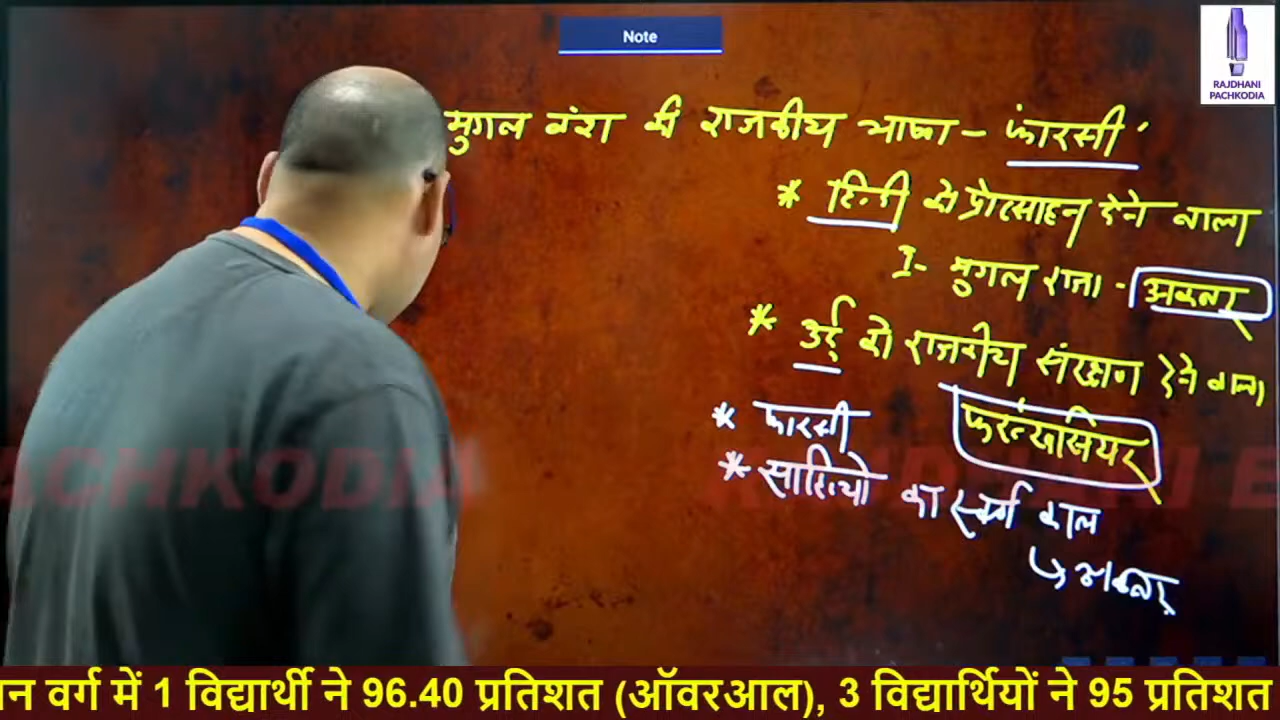 Note
RAJDHANI
PACHKODIA
मुगल वंश की राजकीय भाषा - फारसी
* हिन्दी को प्रोत्साहन देने वाला
I- मुगल राजा - अकबर
* उर्दू को राजकीय संरक्षण देने वाला
फर्रुखसियर
* फारसी
* साहित्यो का स्वर्ण काल
↳ अकबर
ACHKODIA
न वर्ग में 1 विद्यार्थी ने 96.40 प्रतिशत (ऑवरआल), 3 विद्यार्थियों ने 95 प्रतिशत